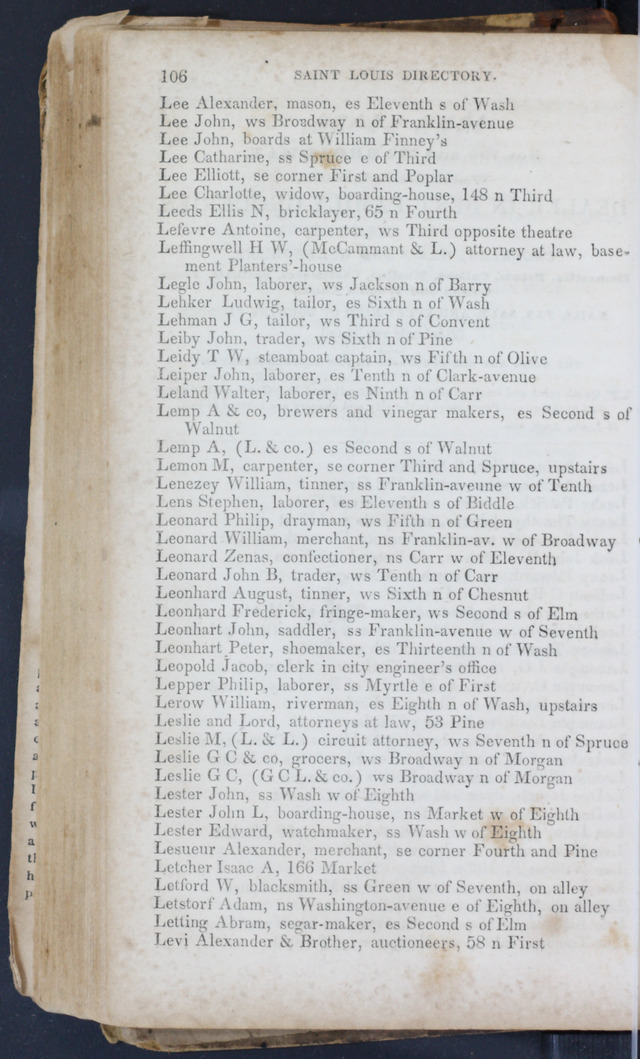 106 SAINT LOUIS DIRECTORY.
Lee Alexander, mason, es Eleventh s of Wash
Lee John, ws Broadway n of Franklin-avenue
Lee John, boards at William Finney's
Lee Catharine, ss Spruce e of Third
Lee Elliott, se corner First and Poplar
Lee Charlotte, widow, boarding-house, 148 n Third
Leeds Ellis N, bricklayer, 65 n Fourth
Lefevre Antoine, carpenter, ws Third opposite theatre
Leffingwell H W, (McCammant & L.) attorney at law, base-
ment Planters'-house
Legle John, laborer, ws Jackson n of Barry
Lehker Ludwig, tailor, es Sixth n of Wash
Lehman J G, tailor, ws Third s of Convent
Leiby John, trader, ws Sixth n of Pine
Leidy T W, steamboat captain, ws Fifth n of Olive
Leiper John, laborer, es Tenth n of Clark-avenue
Leland Walter, laborer, es Ninth n of Carr
Lemp A & co, brewers and vinegar makers, es Second s of
Walnut
Lemp A, (L. & co.) es Second s of Walnut
Lemon M, carpenter, se corner Third and Spruce, upstairs
Lenezey William, tinner, ss Franklin-aveune w of Tenth
Lens Stephen, laborer, es Eleventh s of Biddle
Leonard Philip, drayman, ws Fifth n of Green
Leonard William, merchant, ns Franklin-av. w of Broadway
Leonard Zenas, confectioner, ns Carr w of Eleventh
Leonard John B, trader, ws Tenth n of Carr
Leonhard August, tinner, ws Sixth n of Chesnut
Leonhard Frederick, fringe-maker, ws Second s of Elm
Leonhart John, saddler, ss Franklin-avenue w of Seventh
Leonhart Peter, shoemaker, es Thirteenth n of Wash
Leopold Jacob, clerk in city engineer's office
Lepper Philip, laborer, ss Myrtle e of First
Lerow William, riverman, es Eighth n of Wash, upstairs
Leslie and Lord, attorneys at law, 53 Pine
Leslie M, (L. & L.) circuit attorney, ws Seventh n of Spruce
Leslie G C & co, grocers, ws Broadway n of Morgan
Leslie G C, (G C L. & co.) ws Broadway n of Morgan
Lester John, ss Wash w of Eighth
Lester John L, boarding-house, ns Market w of Eighth
Lester Edward, watchmaker, ss Wash w of Eighth
Lesueur Alexander, merchant, se corner Fourth and Pine
Letcher Isaac A, 166 Market
Letford W, blacksmith, ss Green w of Seventh, on alley
Letstorf Adam, ns Washington-avenue e of Eighth, on alley
Letting Abram, segar-maker, es Second s of Elm
Levi Alexander & Brother, auctioneers, 58 n First